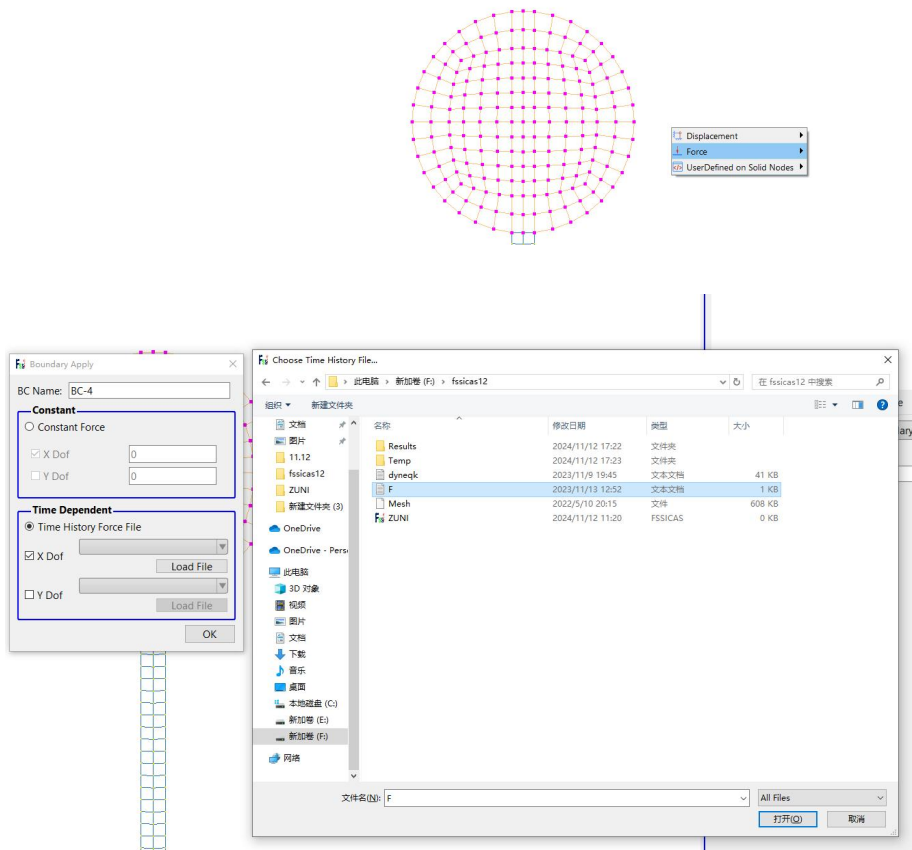 Displacement
Force
UserDefined on Solid Nodes
Boundary Apply
BC Name: BC-4
Constant
Constant Force
X Dof 0
Y Dof 0
Time Dependent
Time History Force File
X Dof
Load File
Y Dof
Load File
OK
Choose Time History File...
此电脑 › 新加卷 (F:) › fssicas12
在 fssicas12 中搜索
组织 新建文件夹
名称 修改日期 类型 大小
文档
图片
11.12
fssicas12
ZUNI
新建文件夹 (3)
OneDrive
OneDrive - Pers
此电脑
3D 对象
视频
图片
文档
下载
音乐
桌面
本地磁盘 (C:)
新加卷 (E:)
新加卷 (F:)
网络
Results 2024/11/12 17:22 文件夹
Temp 2024/11/12 17:23 文件夹
dyneqk 2023/11/9 19:45 文本文档 41 KB
F 2023/11/13 12:52 文本文档 1 KB
Mesh 2022/5/10 20:15 文件 608 KB
ZUNI 2024/11/12 11:20 FSSICAS 0 KB
文件名(N): F
All Files
打开(O) 取消
e
lary